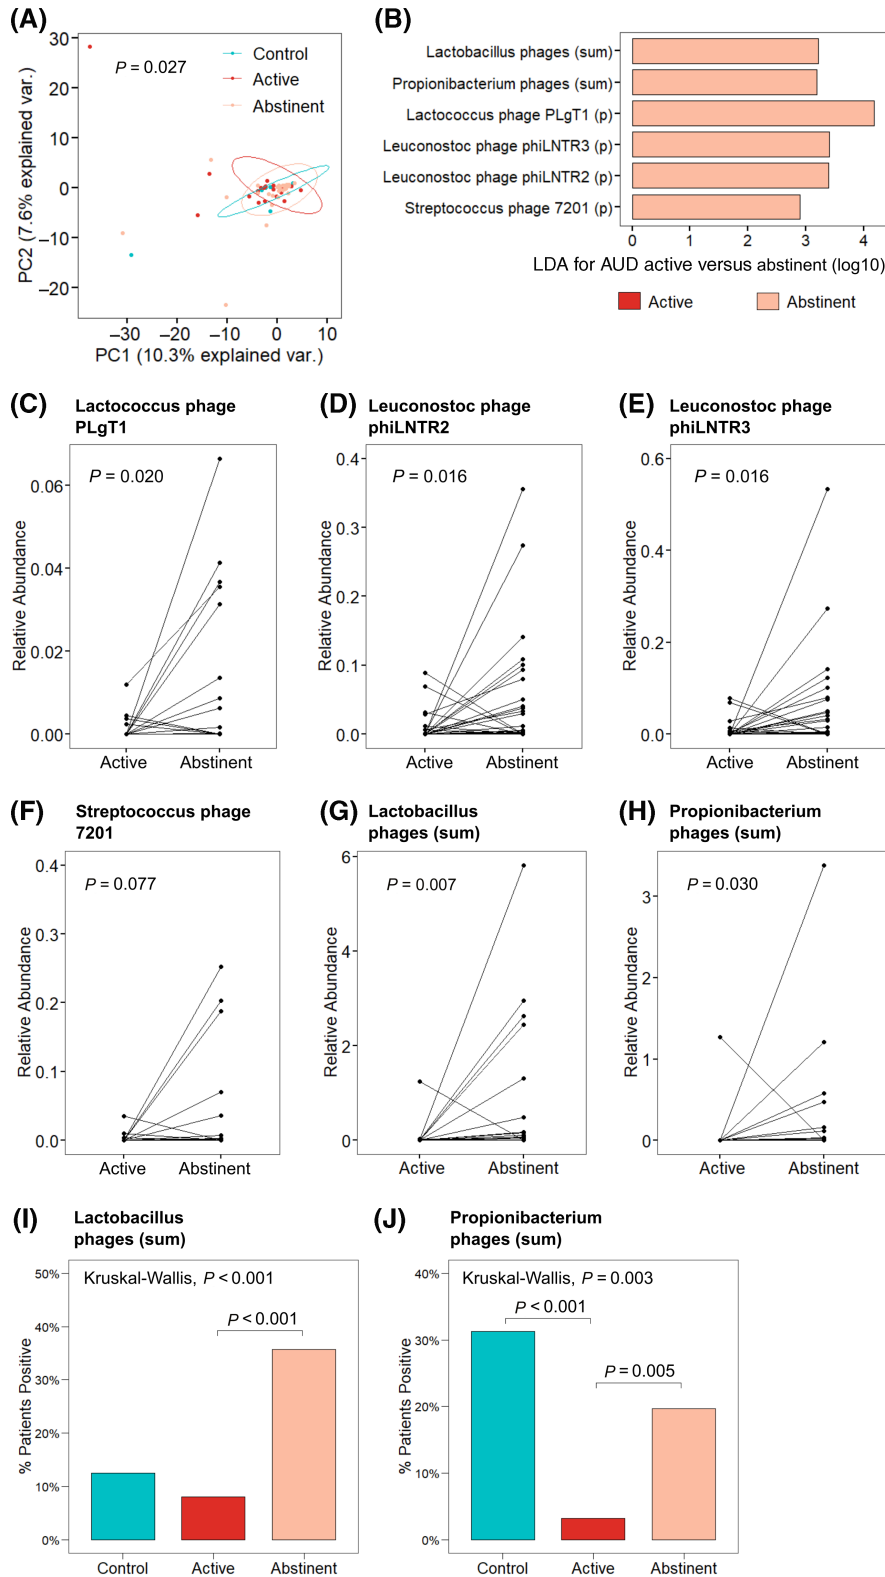 (A)
30
20
10
0
–10
–20
–30
–20
–10
0
10
PC2 (7.6% explained var.)
PC1 (10.3% explained var.)
P = 0.027
Control
Active
Abstinent
(B)
Lactobacillus phages (sum)
Propionibacterium phages (sum)
Lactococcus phage PLgT1 (p)
Leuconostoc phage phiLNTR3 (p)
Leuconostoc phage phiLNTR2 (p)
Streptococcus phage 7201 (p)
0 1 2 3 4
LDA for AUD active versus abstinent (log10)
Active
Abstinent
(C)
Lactococcus phage
PLgT1
P = 0.020
Relative Abundance
0.06
0.04
0.02
0.00
Active Abstinent
(D)
Leuconostoc phage
phiLNTR2
P = 0.016
Relative Abundance
0.4
0.3
0.2
0.1
0.0
Active Abstinent
(E)
Leuconostoc phage
phiLNTR3
P = 0.016
Relative Abundance
0.6
0.4
0.2
0.0
Active Abstinent
(F)
Streptococcus phage
7201
P = 0.077
Relative Abundance
0.4
0.3
0.2
0.1
0.0
Active Abstinent
(G)
Lactobacillus
phages (sum)
P = 0.007
Relative Abundance
6
4
2
0
Active Abstinent
(H)
Propionibacterium
phages (sum)
P = 0.030
Relative Abundance
3
2
1
0
Active Abstinent
(I)
Lactobacillus
phages (sum)
Kruskal-Wallis, P < 0.001
P < 0.001
% Patients Positive
50%
40%
30%
20%
10%
0%
Control Active Abstinent
(J)
Propionibacterium
phages (sum)
Kruskal-Wallis, P = 0.003
P < 0.001
P = 0.005
% Patients Positive
40%
30%
20%
10%
0%
Control Active Abstinent